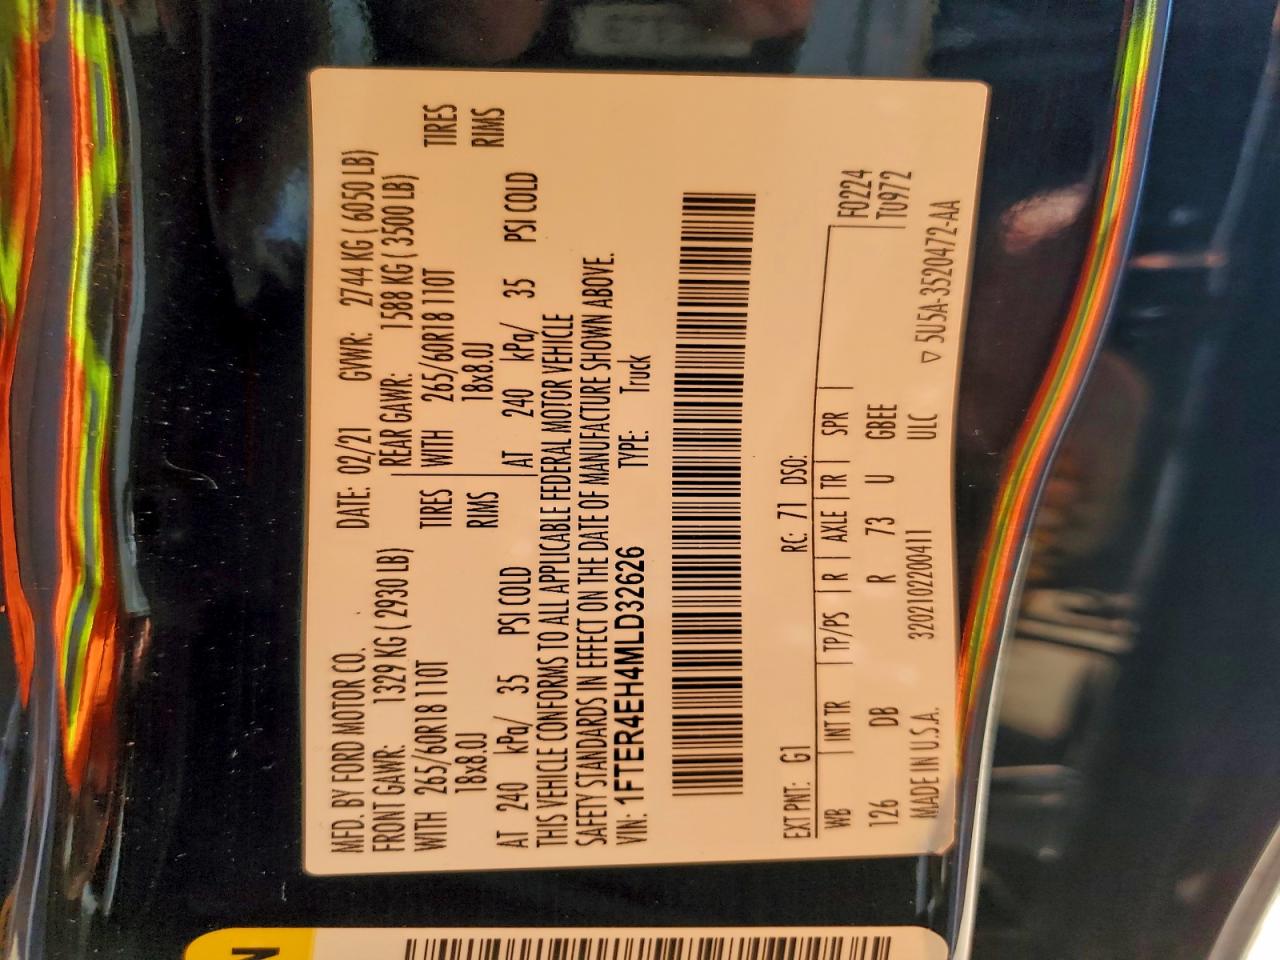 MFD. BY FORD MOTOR CO. DATE: 02/21 GVWR: 2744 KG ( 6050 LB)
FRONT GAWR: 1329 KG ( 2930 LB) REAR GAWR: 1588 KG ( 3500 LB)
WITH 265/60R18 110T TIRES WITH 265/60R18 110T TIRES
18x8.0J RIMS 18x8.0J RIMS
AT 240 kPa/ 35 PSI COLD AT 240 kPa/ 35 PSI COLD
THIS VEHICLE CONFORMS TO ALL APPLICABLE FEDERAL MOTOR VEHICLE
SAFETY STANDARDS IN EFFECT ON THE DATE OF MANUFACTURE SHOWN ABOVE.
VIN: 1FTER4EH4MLD32626 TYPE: Truck
EXT PNT: G1 RC: 71 DSO:
WB INT TR TP/PS R AXLE TR SPR F0224
126 DB R 73 U GBEE TU972
MADE IN U.S.A. 320210220041​1 ULC ▽ 5U5A-3520472-AA
N